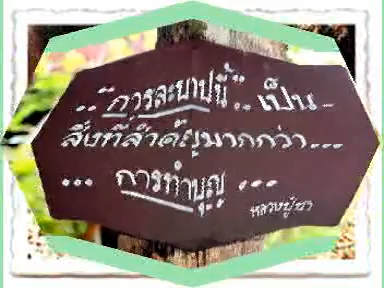 .."การละบาปนี้"..เป็น
สิ่งที่สำคัญมากกว่า...
... การทำบุญ ...
หลวงปู่ชา